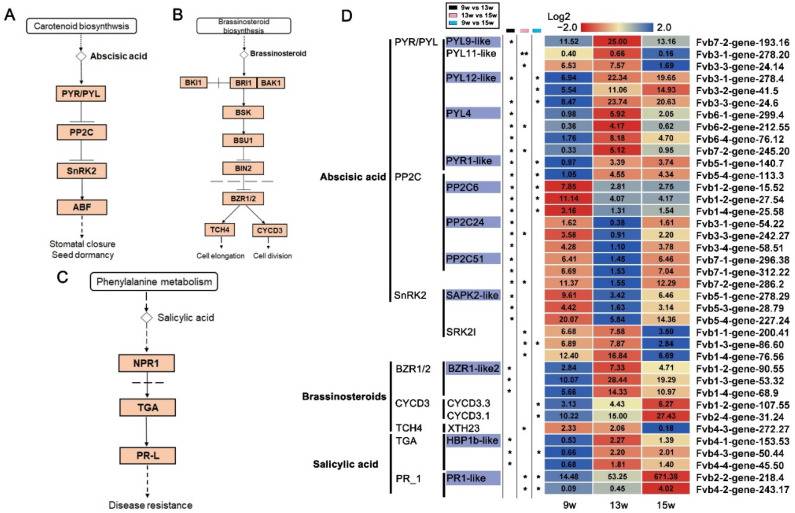 A)
Carotenoid biosynthwsis
Abscisic acid
PYR/PYL
PP2C
SnRK2
ABF
Stomatal closure
Seed dormancy
B)
Brassinosteroid
biosynthesis
Brassinosteroid
BKI1
BRI1
BAK1
BSK
BSU1
BIN2
BZR1/2
TCH4
CYCD3
Cell elongation
Cell division
C)
Phenylalanine metabolism
Salicylic acid
NPR1
TGA
PR-L
Disease resistance
D)
9w vs 13w
13w vs 15w
9w vs 15w
Log2
-2.0 2.0
Abscisic acid
PYR/PYL
PYL9-like * 11.52 25.00 13.16 Fvb7-2-gene-193.16
PYL11-like ** 0.40 0.66 0.16 Fvb3-1-gene-278.20
* 6.53 7.57 1.69 Fvb3-3-gene-24.14
PYL12-like * * 6.94 22.34 19.65 Fvb3-1-gene-278.4
* 5.54 11.06 14.93 Fvb3-2-gene-41.5
* * 8.47 23.74 20.63 Fvb3-3-gene-24.6
PYL4 * 0.98 5.92 2.05 Fvb6-1-gene-299.4
* * 0.36 4.17 0.62 Fvb6-2-gene-212.55
* 1.76 8.18 4.70 Fvb6-4-gene-76.12
* * 0.33 5.12 0.95 Fvb7-2-gene-245.20
PYR1-like * * 0.97 3.39 3.74 Fvb5-1-gene-140.7
PP2C
* * 1.05 4.55 4.34 Fvb5-4-gene-113.3
PP2C6 * * 7.85 2.81 2.75 Fvb1-2-gene-15.52
* * 11.14 4.07 4.17 Fvb1-2-gene-27.54
* * 3.16 1.31 1.54 Fvb1-4-gene-25.58
PP2C24 * 1.62 0.38 1.61 Fvb3-1-gene-54.22
* * 3.58 0.91 2.20 Fvb3-3-gene-242.27
* 4.28 1.10 3.78 Fvb3-4-gene-58.51
PP2C51 * 6.41 1.45 6.46 Fvb7-1-gene-296.38
* 6.69 1.53 7.04 Fvb7-1-gene-312.22
* * 11.37 1.55 12.29 Fvb7-2-gene-286.2
SnRK2
SAPK2-like * 9.61 3.42 6.46 Fvb5-1-gene-278.29
* 4.42 1.63 3.14 Fvb5-3-gene-28.79
* 20.07 5.84 14.36 Fvb5-4-gene-227.24
SRK2I * 6.68 7.58 3.50 Fvb1-1-gene-200.41
* * 6.89 7.87 2.84 Fvb1-3-gene-86.60
* 12.40 16.84 6.69 Fvb1-4-gene-76.56
Brassinosteroids
BZR1/2
BZR1-like2 * 2.84 7.33 4.71 Fvb1-2-gene-90.55
* 10.07 28.44 19.29 Fvb1-3-gene-53.32
* 5.66 14.33 10.97 Fvb1-4-gene-68.9
CYCD3
CYCD3.3 * 3.13 4.43 6.27 Fvb1-2-gene-107.55
CYCD3.1 * 10.22 15.00 27.43 Fvb2-4-gene-31.24
TCH4
XTH23 * 2.33 2.06 0.18 Fvb4-3-gene-272.27
Salicylic acid
TGA
HBP1b-like * 0.53 2.27 1.39 Fvb4-1-gene-153.53
* * 0.66 2.20 2.01 Fvb4-3-gene-50.44
* 0.68 1.81 1.40 Fvb4-4-gene-45.50
PR_1
PR1-like * * 14.48 53.25 671.38 Fvb2-2-gene-218.4
* * 0.09 0.45 4.02 Fvb4-2-gene-243.17
9w 13w 15w